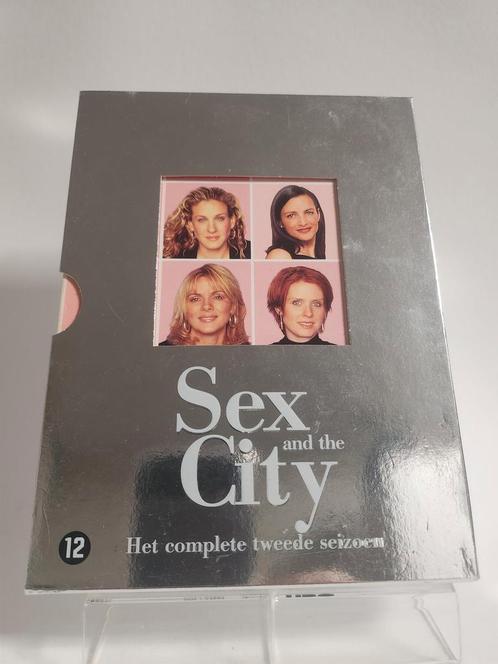 Sex
and the
City
12
Het complete tweede seizoen